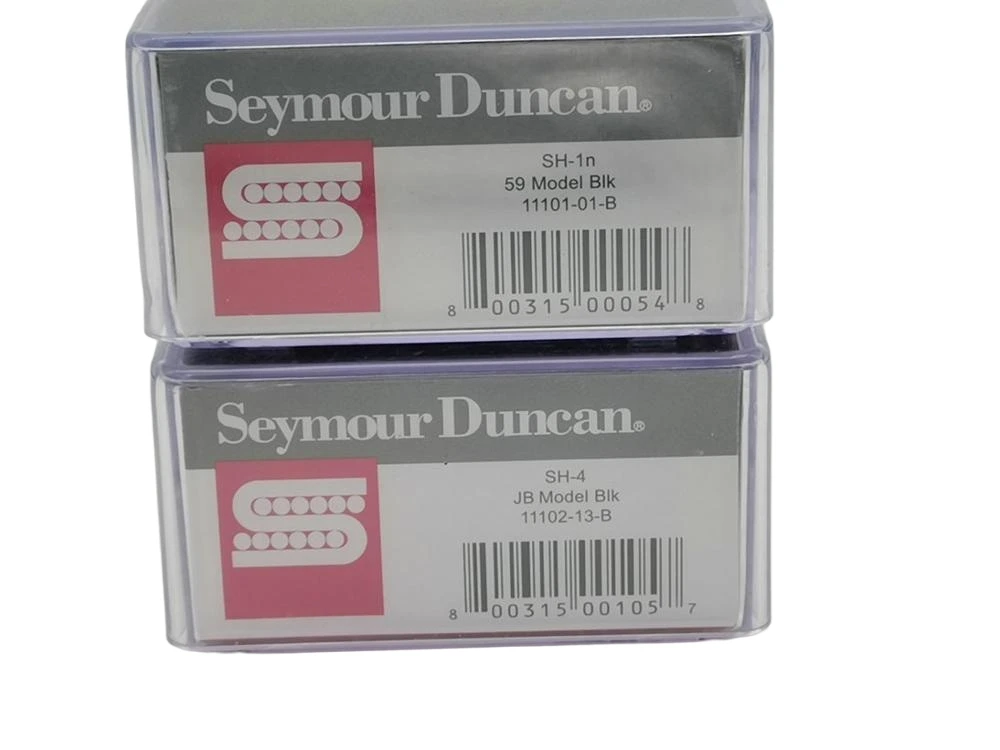 Seymour Duncan®
SH-1n
59 Model Blk
11101-01-B
8 00315 00054 8
Seymour Duncan®
SH-4
JB Model Blk
11102-13-B
8 00315 00105 7